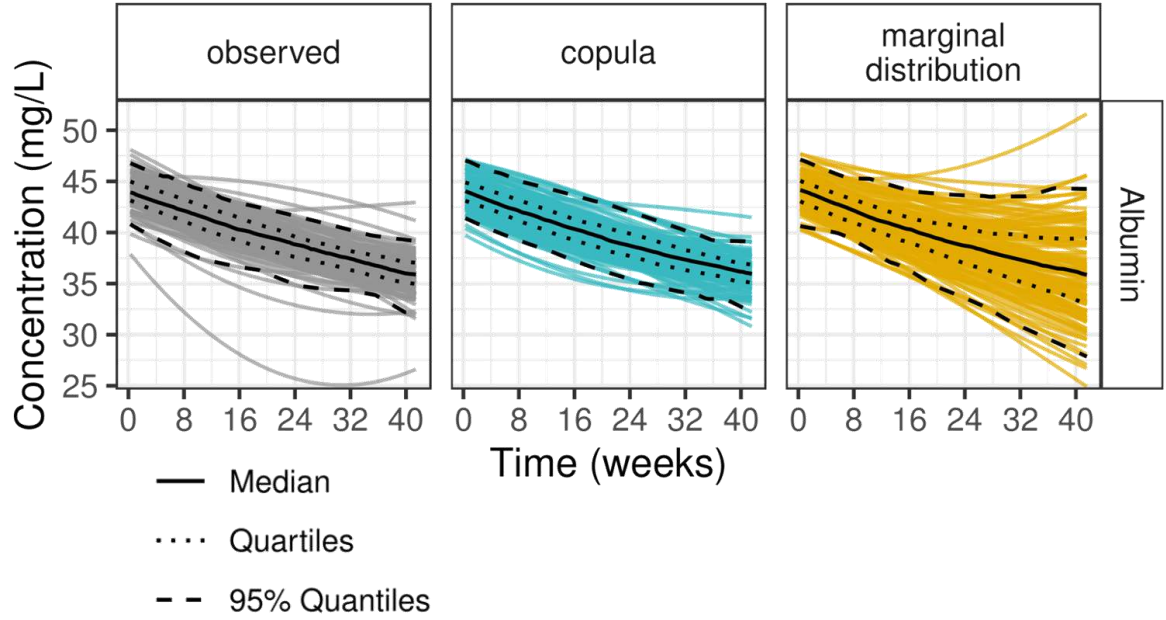 observed
copula
marginal
distribution
Concentration (mg/L)
50
45
40
35
30
25
Albumin
0 8 16 24 32 40
0 8 16 24 32 40
0 8 16 24 32 40
Time (weeks)
Median
Quartiles
95% Quantiles